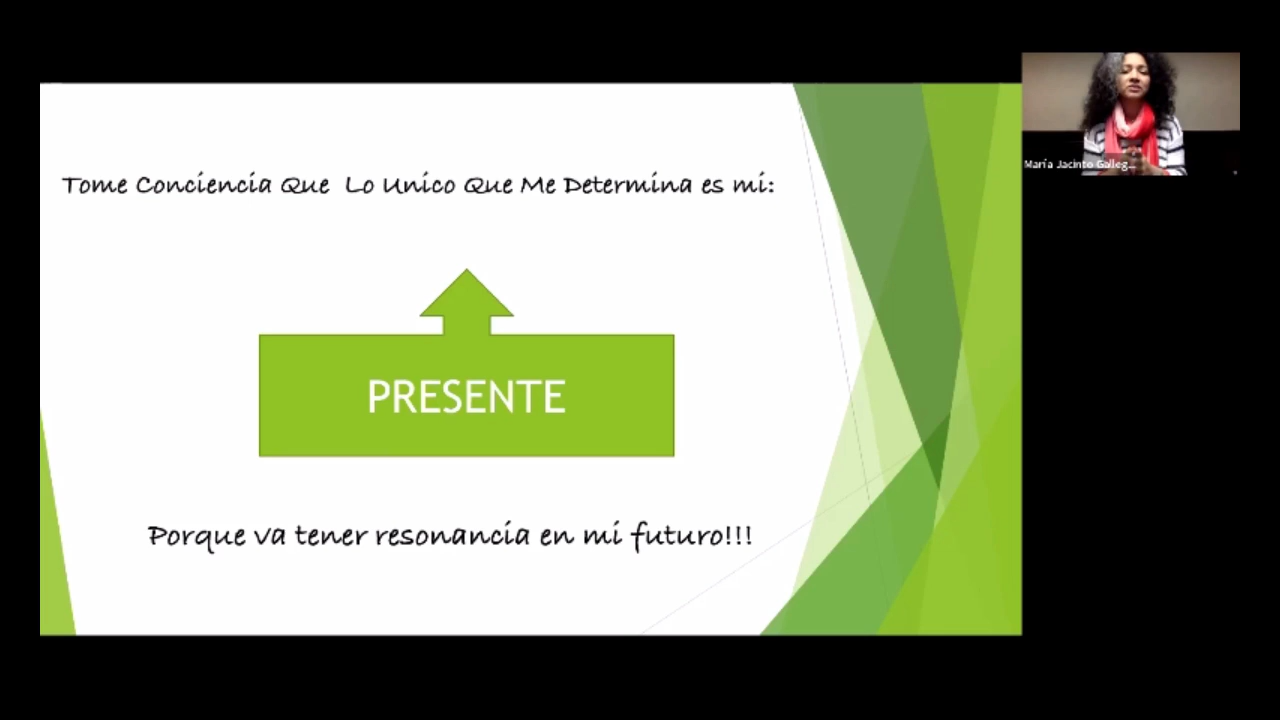 Tome Conciencia Que Lo Unico Que Me Determina es mi:
PRESENTE
Porque va tener resonancia en mi futuro!!!
María Jacinto Galleg...